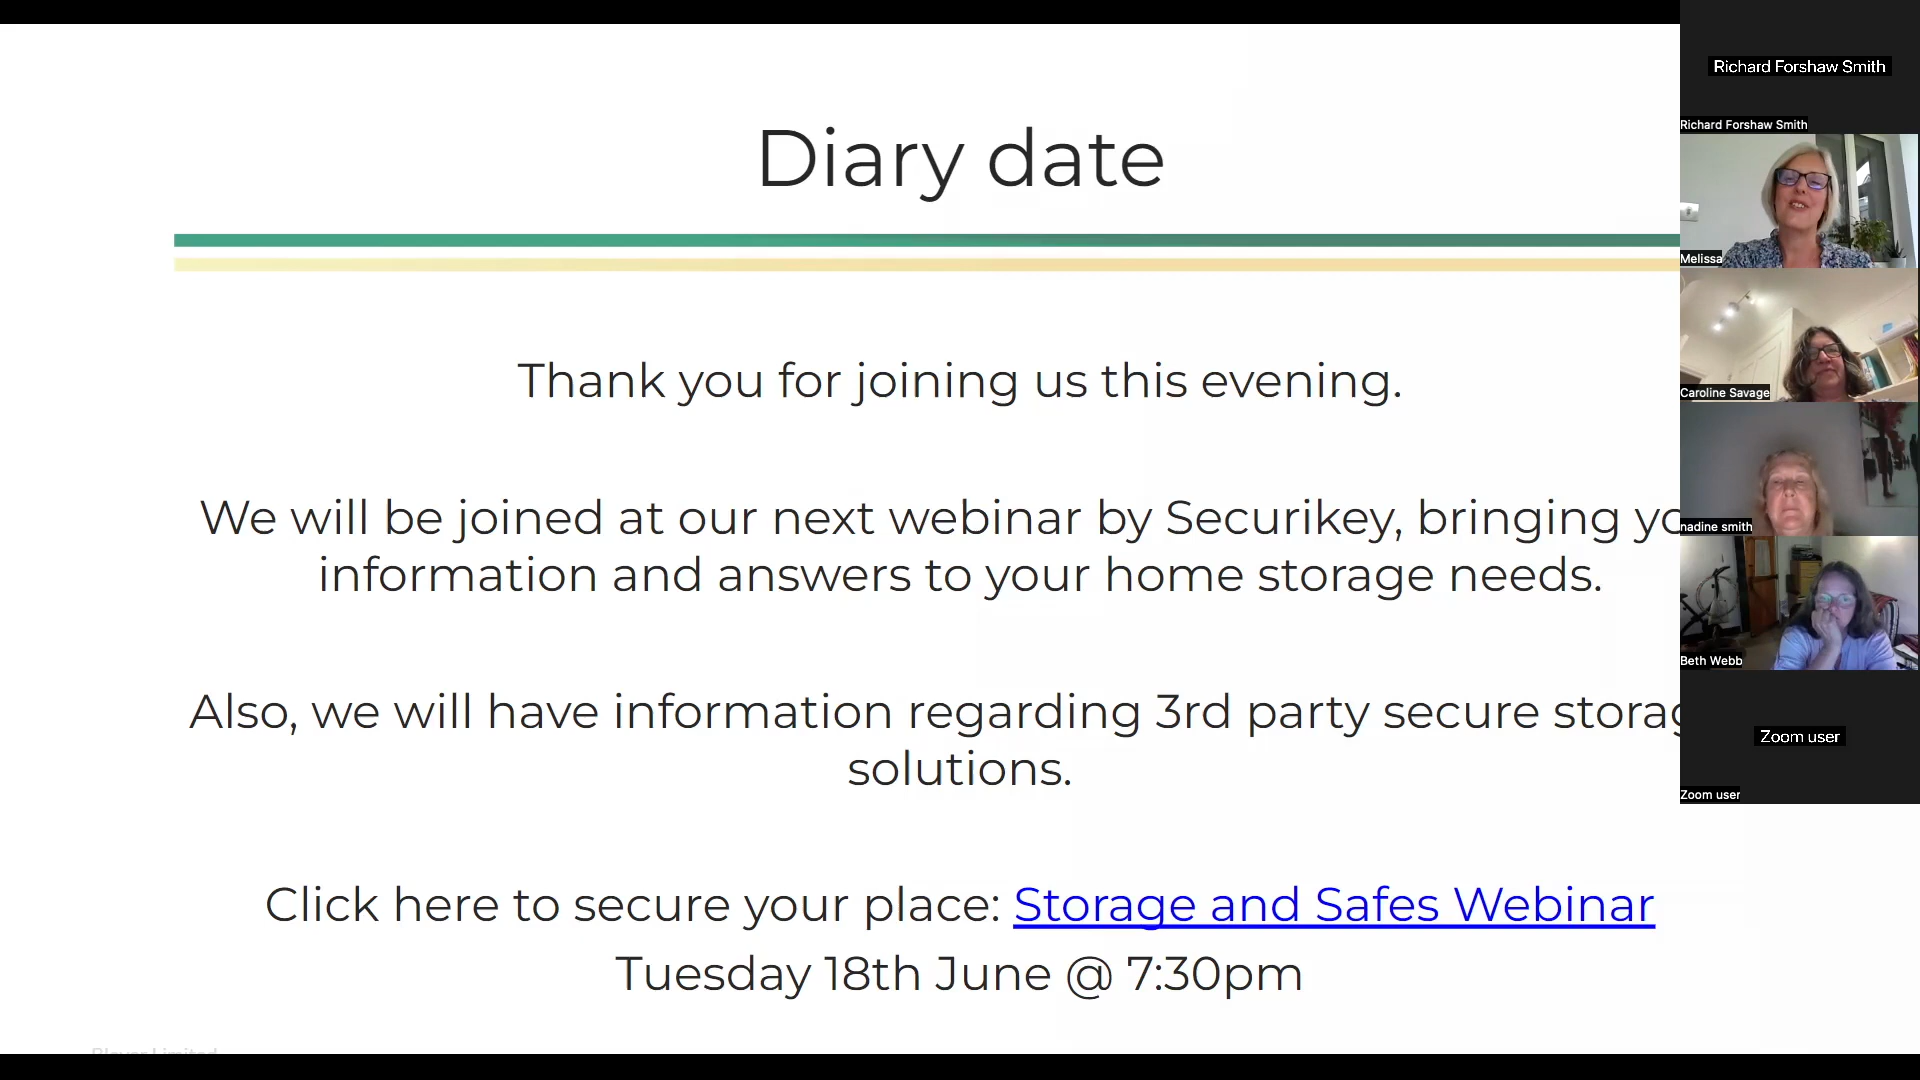 Diary date
Thank you for joining us this evening.
We will be joined at our next webinar by Securikey, bringing
information and answers to your home storage needs.
Also, we will have information regarding 3rd party secure
solutions.
Click here to secure your place: Storage and Safes Webinar
Tuesday 18th June @ 7:30pm
Richard Forshaw Smith
Richard Forshaw Smith
Melissa
Caroline Savage
nadine smith
Beth Webb
Zoom user
Zoom user